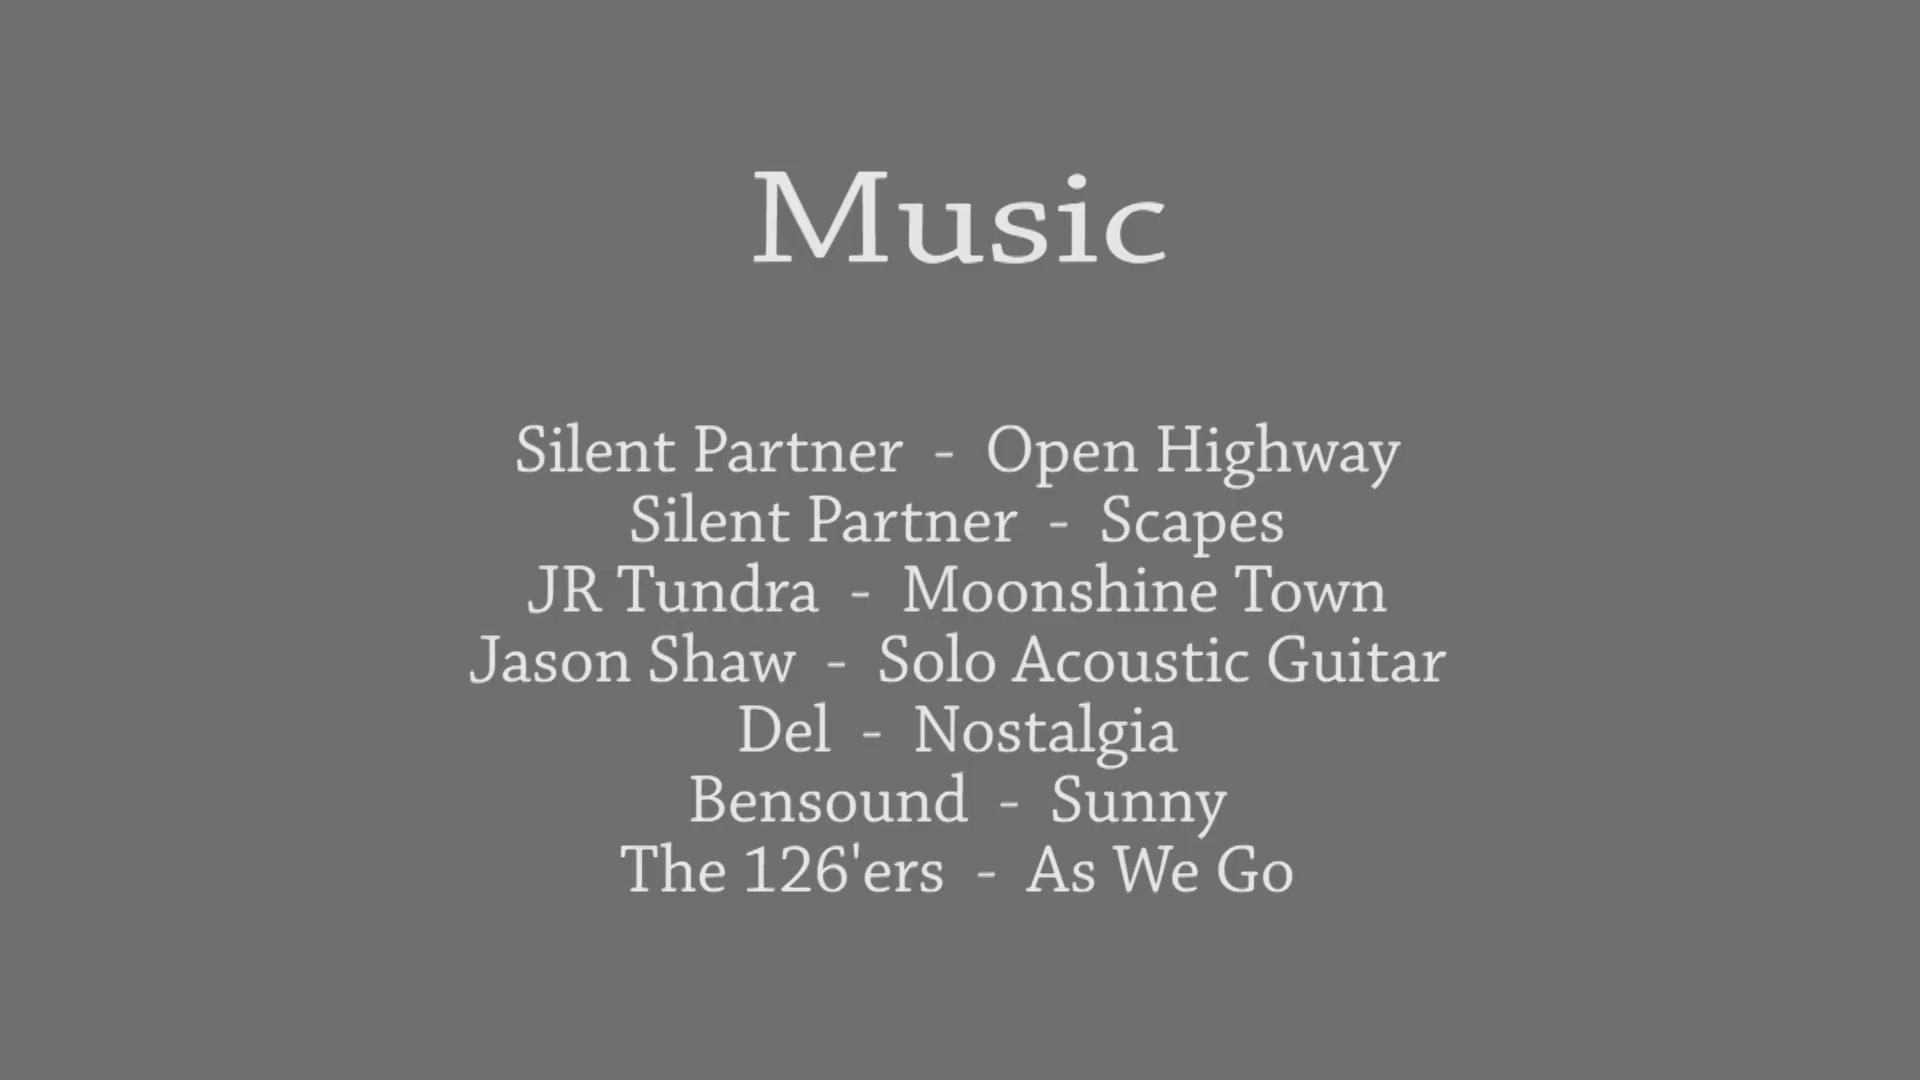 Music
Silent Partner - Open Highway
Silent Partner - Scapes
JR Tundra - Moonshine Town
Jason Shaw - Solo Acoustic Guitar
Del - Nostalgia
Bensound - Sunny
The 126'ers - As We Go